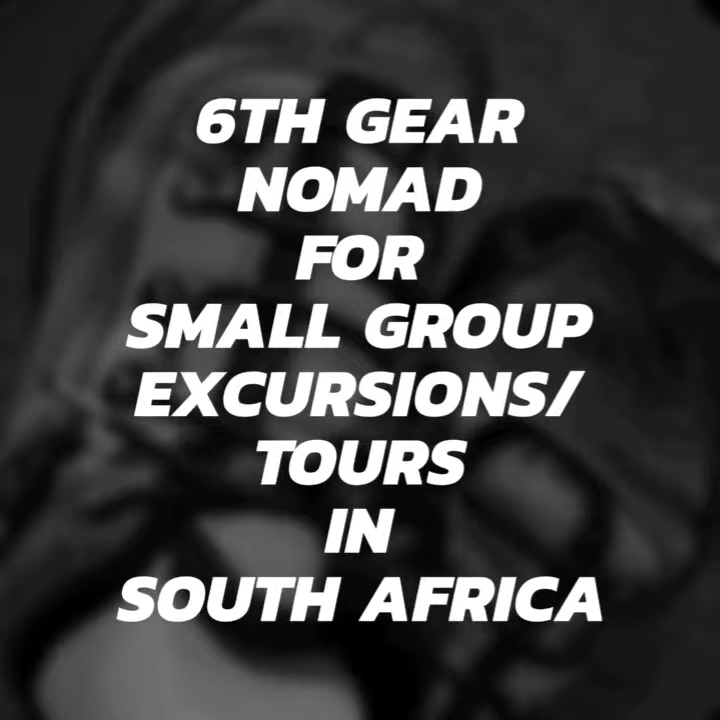 6TH GEAR
NOMAD
FOR
SMALL GROUP
EXCURSIONS/
TOURS
IN
SOUTH AFRICA